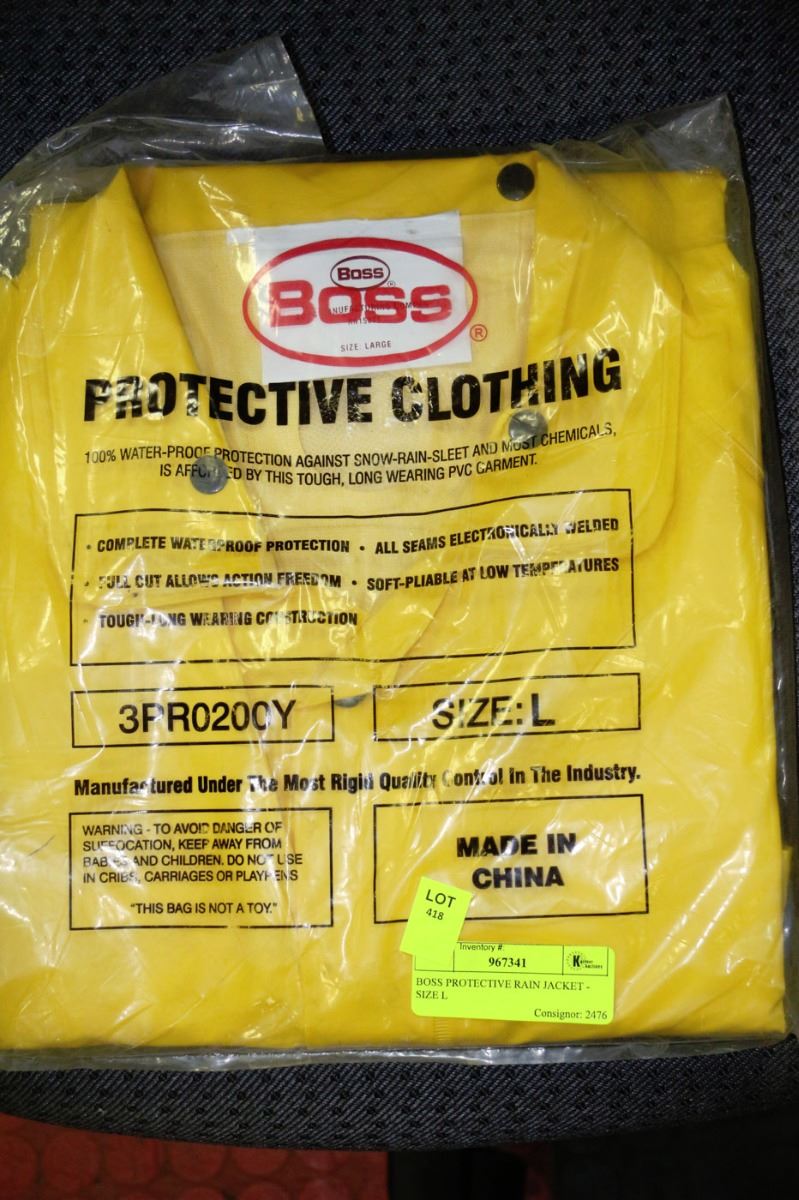 Boss
Boss
®
SIZE: LARGE
PROTECTIVE CLOTHING
100% WATER-PROOF PROTECTION AGAINST SNOW-RAIN-SLEET AND MOST CHEMICALS,
IS AFFORDED BY THIS TOUGH, LONG WEARING PVC GARMENT.
• COMPLETE WATERPROOF PROTECTION • ALL SEAMS ELECTRONICALLY WELDED
• FULL CUT ALLOWS ACTION FREEDOM • SOFT-PLIABLE AT LOW TEMPERATURES
• TOUGH-LONG WEARING CONSTRUCTION
3PR0200Y
SIZE: L
Manufactured Under The Most Rigid Quality Control In The Industry.
WARNING - TO AVOID DANGER OF
SUFFOCATION, KEEP AWAY FROM
BABIES AND CHILDREN. DO NOT USE
IN CRIBS, CARRIAGES OR PLAYPENS
"THIS BAG IS NOT A TOY."
MADE IN
CHINA
LOT
418
Inventory #:
967341
BOSS PROTECTIVE RAIN JACKET -
SIZE L
Consignor: 2476